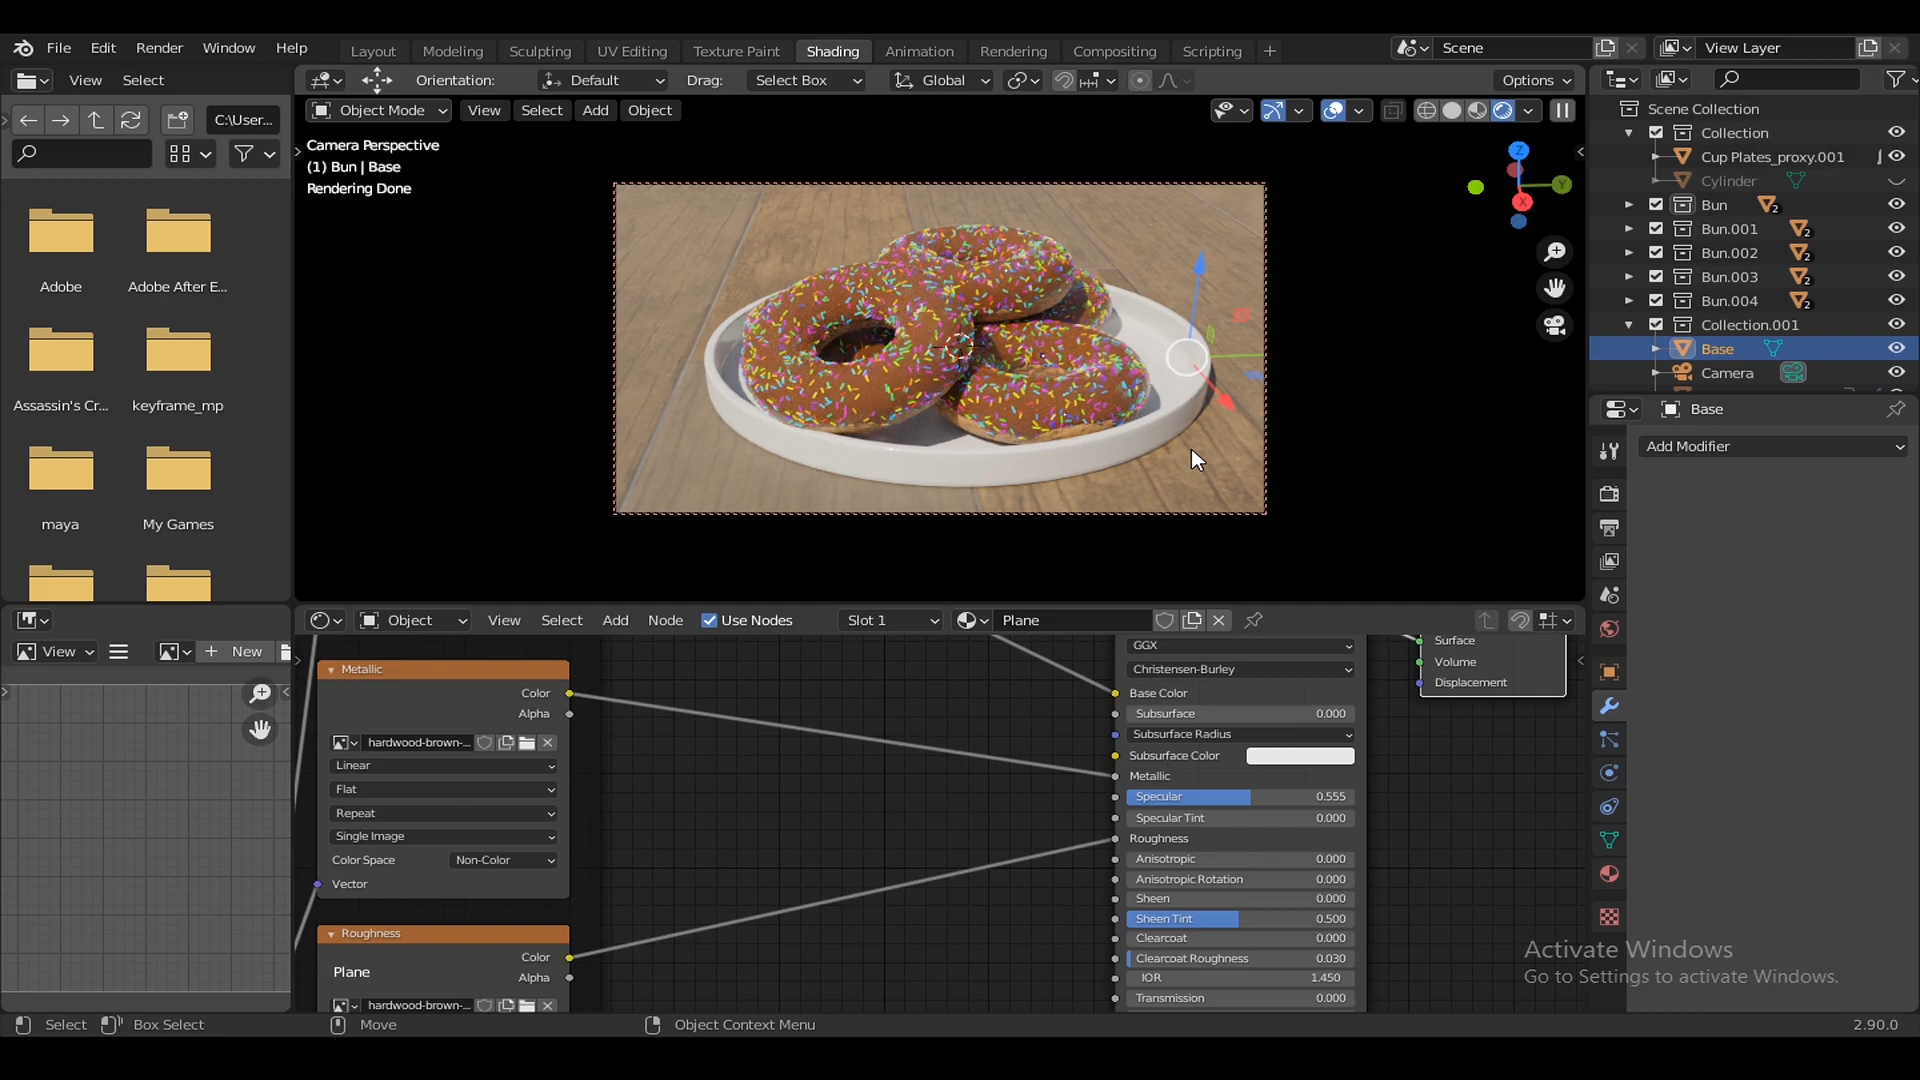 File Edit Render Window Help Layout Modeling Sculpting UV Editing Texture Paint Shading Animation Rendering Compositing Scripting + Scene View Layer
View Select Orientation: Default Drag: Select Box Global Options
Object Mode View Select Add Object
C:\User...
Camera Perspective
(1) Bun | Base
Rendering Done
Z
Y
X
Adobe
Adobe After E...
Assassin's Cr...
keyframe_mp
maya
My Games
Scene Collection
Collection
Cup Plates_proxy.001
Cylinder
Bun 2
Bun.001 2
Bun.002 2
Bun.003 2
Bun.004 2
Collection.001
Base
Camera
Base
Add Modifier
View + New
Object View Select Add Node Use Nodes Slot 1 Plane
Metallic
Color
Alpha
hardwood-brown-...
Linear
Flat
Repeat
Single Image
Color Space Non-Color
Vector
Roughness
Color
Plane
Alpha
hardwood-brown-...
GGX
Christensen-Burley
Base Color
Subsurface 0.000
Subsurface Radius
Subsurface Color
Metallic
Specular 0.555
Specular Tint 0.000
Roughness
Anisotropic 0.000
Anisotropic Rotation 0.000
Sheen 0.000
Sheen Tint 0.500
Clearcoat 0.000
Clearcoat Roughness 0.030
IOR 1.450
Transmission 0.000
Surface
Volume
Displacement
Activate Windows
Go to Settings to activate Windows.
Select Box Select Move Object Context Menu 2.90.0